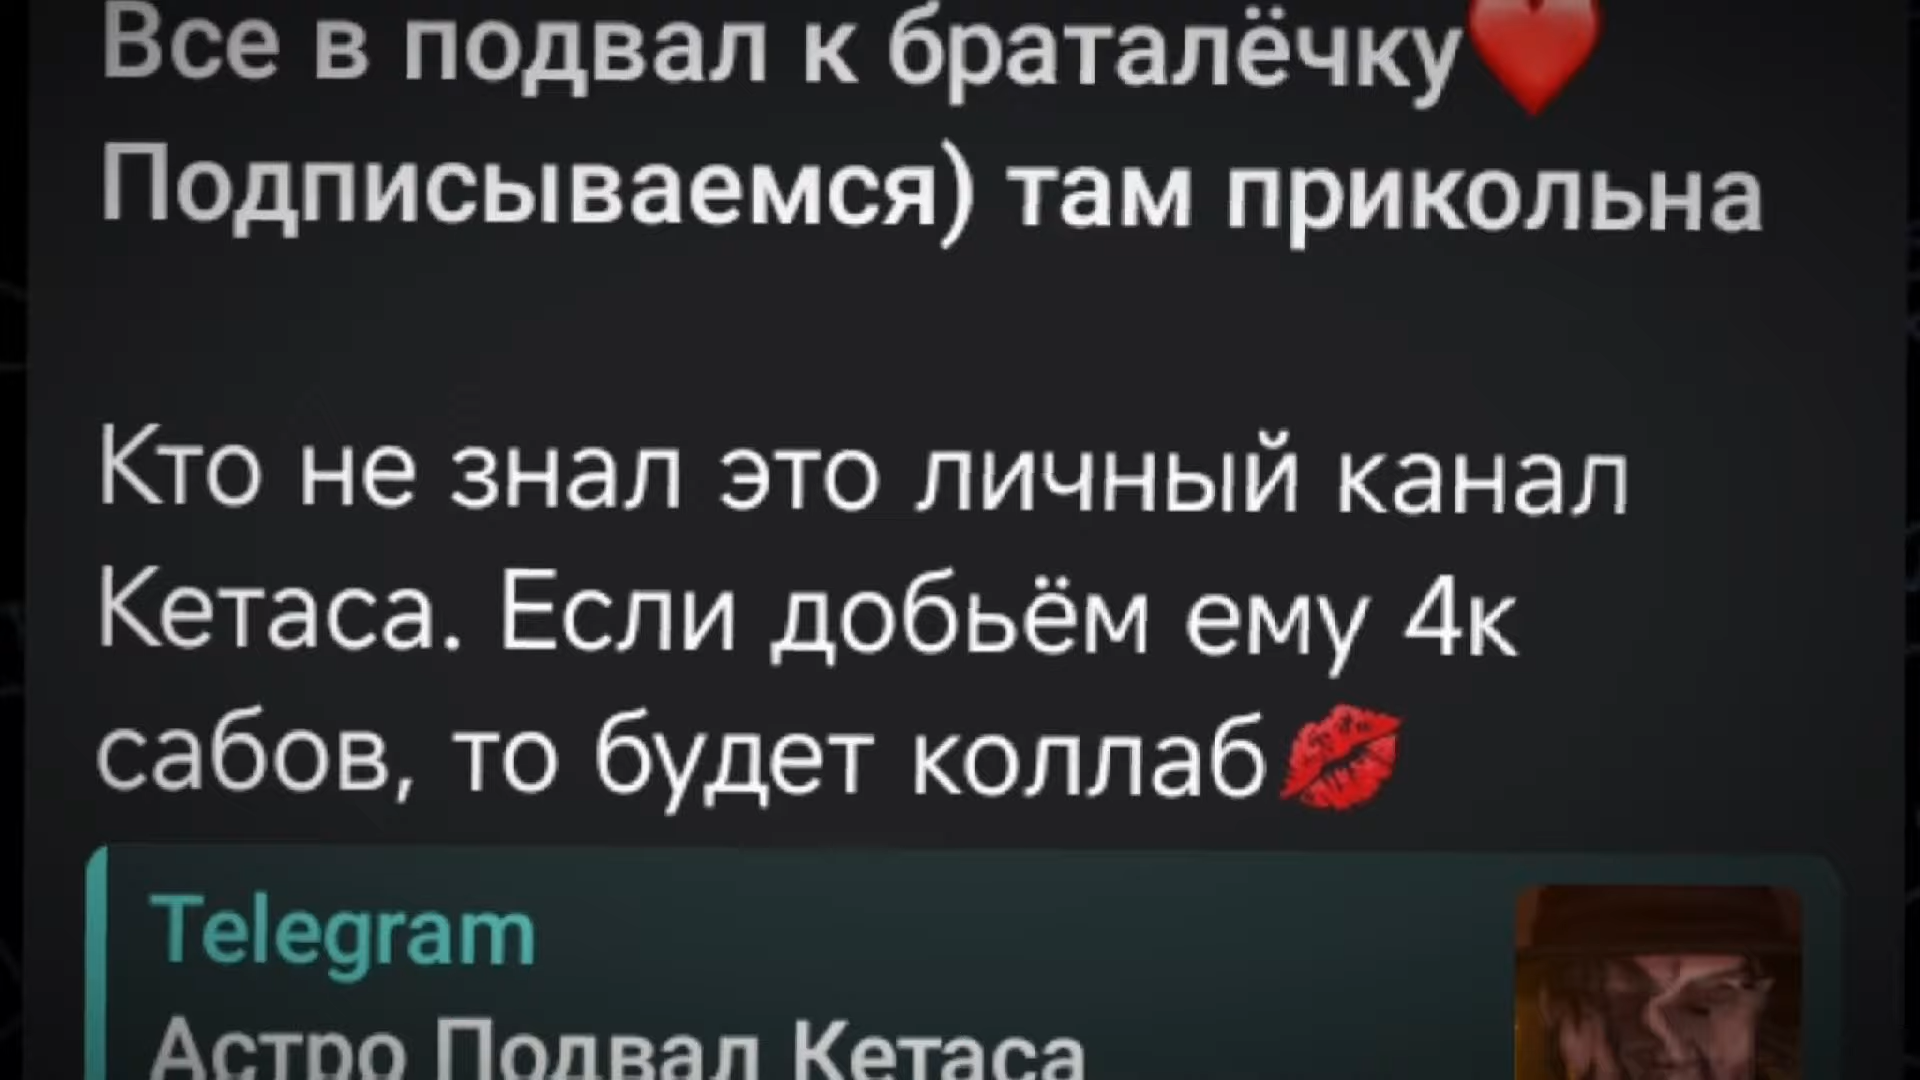 Все в подвал к браталёчку❤️
Подписываемся) там прикольна
Кто не знал это личный канал
Кетаса. Если добьём ему 4к
сабов, то будет коллаб💋
Telegram
Астро Подвал Кетаса